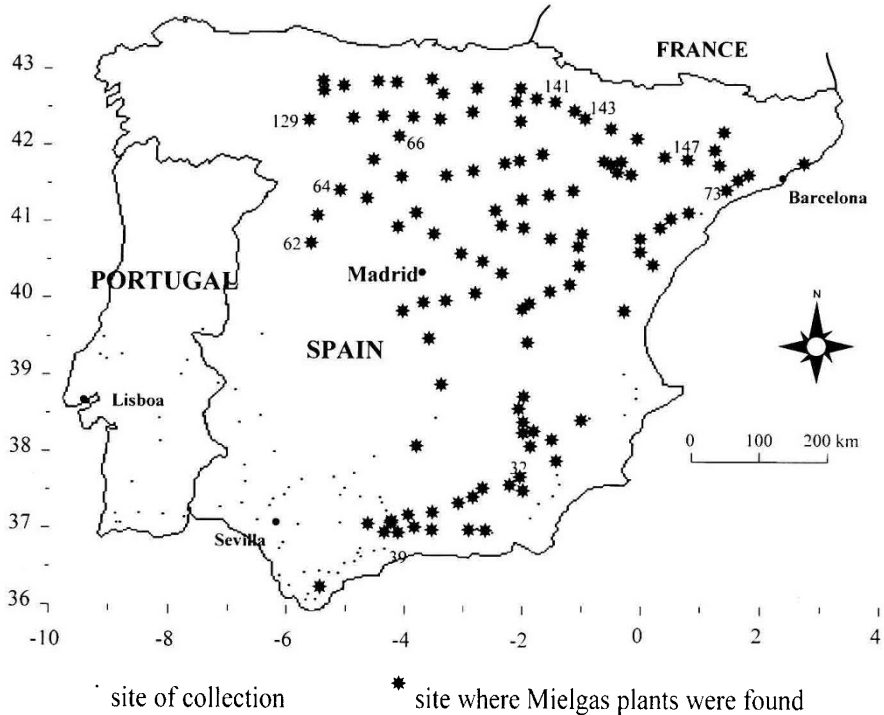 FRANCE
43
141
143
129
42
66
147
64
73
41
Barcelona
62
N
PORTUGAL
Madrid
40
SPAIN
39
Lisboa
38
0 100 200 km
32
37
Sevilla
39
36
-10 -8 -6 -4 -2 0 2 4
site of collection
site where Mielgas plants were found